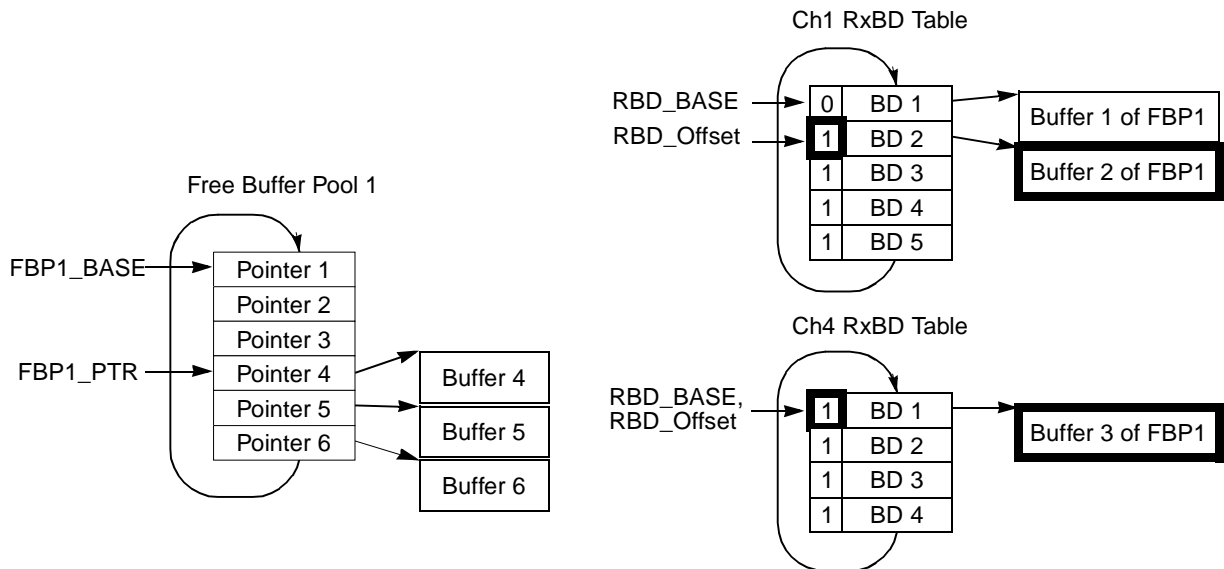 Free Buffer Pool 1
FBP1_BASE
Pointer 1
Pointer 2
Pointer 3
FBP1_PTR
Pointer 4
Pointer 5
Pointer 6
Buffer 4
Buffer 5
Buffer 6
Ch1 RxBD Table
RBD_BASE
0 BD 1
RBD_Offset
1 BD 2
1 BD 3
1 BD 4
1 BD 5
Buffer 1 of FBP1
Buffer 2 of FBP1
Ch4 RxBD Table
RBD_BASE,
RBD_Offset
1 BD 1
1 BD 2
1 BD 3
1 BD 4
Buffer 3 of FBP1